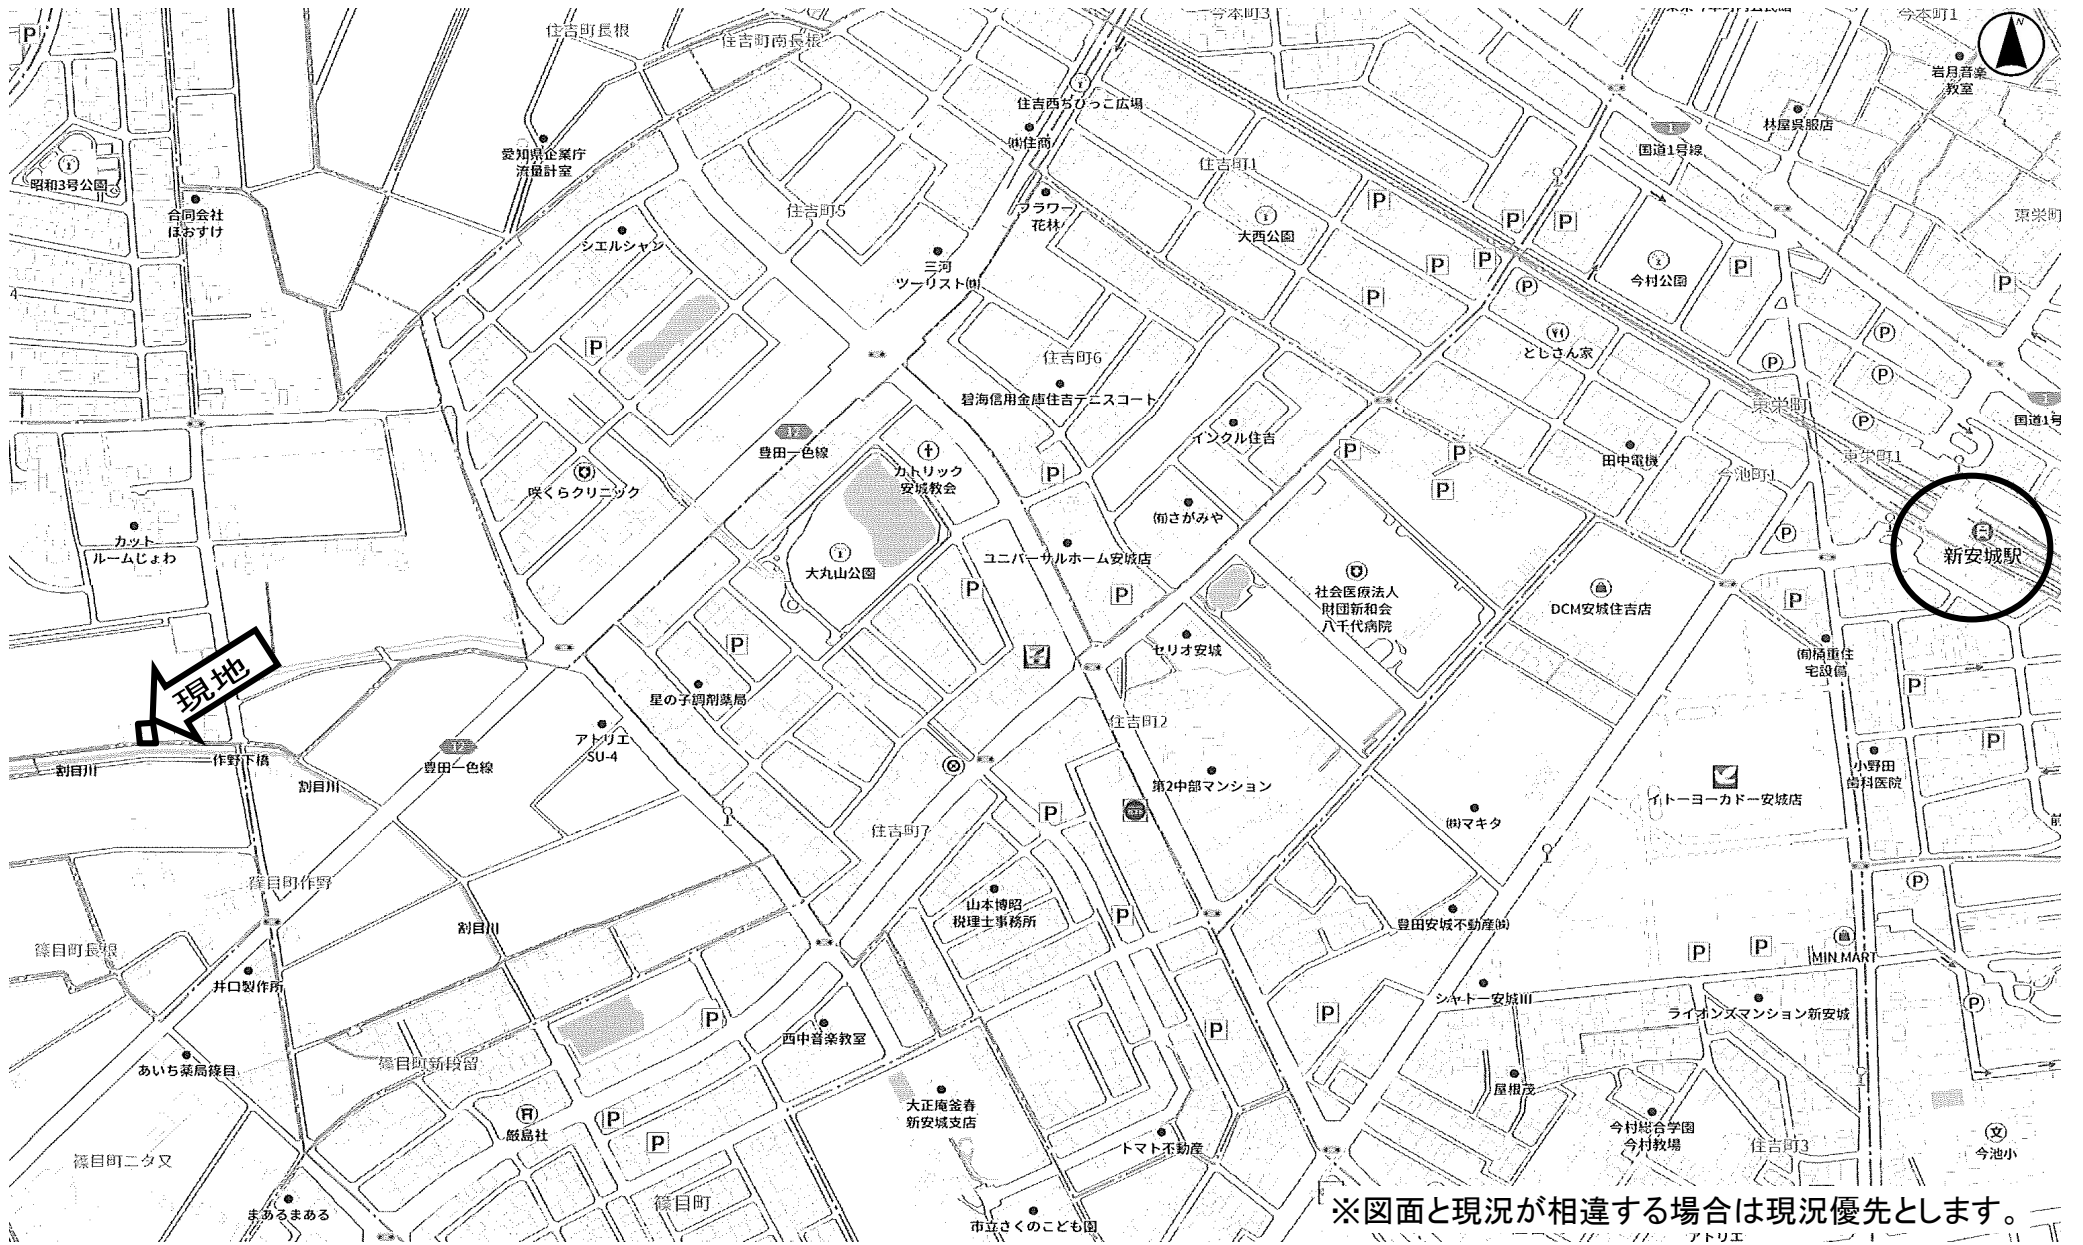 今本町3
今本町1
住吉町長根
住吉町南長根
P
N
岩月音楽
教室
住吉西ちびっこ広場
林屋呉服店
㈲住商
国道1号線
愛知県企業庁
流量計室
住吉町1
昭和3号公園
P
合同会社
ほおすけ
住吉町5
フラワー
花林
大西公園
P
P
東栄町
シエルシャン
三河
ツーリスト㈲
P
P
今村公園
P
P
P
P
P
住吉町6
としさん家
P
P
P
碧海信用金庫住吉テニスコート
東栄町
国道1号
12
豊田一色線
インクル住吉
P
カトリック
安城教会
P
P
P
田中電機
東栄町1
今池町1
咲くらクリニック
P
㈲さがみや
カット
ルームじょわ
大丸山公園
ユニバーサルホーム安城店
P
新安城駅
P
P
社会医療法人
財団新和会
八千代病院
DCM安城住吉店
P
現地
P
セリオ安城
㈲楠重住
宅設備
星の子調剤薬局
P
住吉町2
アトリエ
SU-4
P
割目川
作野下橋
割目川
12
豊田一色線
第2中部マンション
イトーヨーカドー安城店
小野田
歯科医院
P
住吉町7
㈱マキタ
篠目町作野
P
山本博昭
税理士事務所
P
豊田安城不動産㈱
割目川
篠目町長根
P
P
MINI MART
井口製作所
シャトー安城III
P
ライオンズマンション新安城
P
西中音楽教室
P
P
あいち薬局篠目
篠目町新段留
屋根茂
厳島社
P
P
大正庵釜春
新安城支店
トマト不動産
今村総合学園
今村教場
住吉町3
文
今池小
篠目町二タ又
篠目町
まあるまある
市立さくのこども園
※図面と現況が相違する場合は現況優先とします。
アトリエ